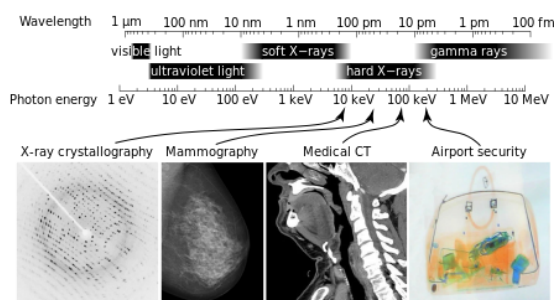 Wavelength 1 μm 100 nm 10 nm 1 nm 100 pm 10 pm 1 pm 100 fm
visible light soft X−rays gamma rays
ultraviolet light hard X−rays
Photon energy 1 eV 10 eV 100 eV 1 keV 10 keV 100 keV 1 MeV 10 MeV
X-ray crystallography Mammography Medical CT Airport security